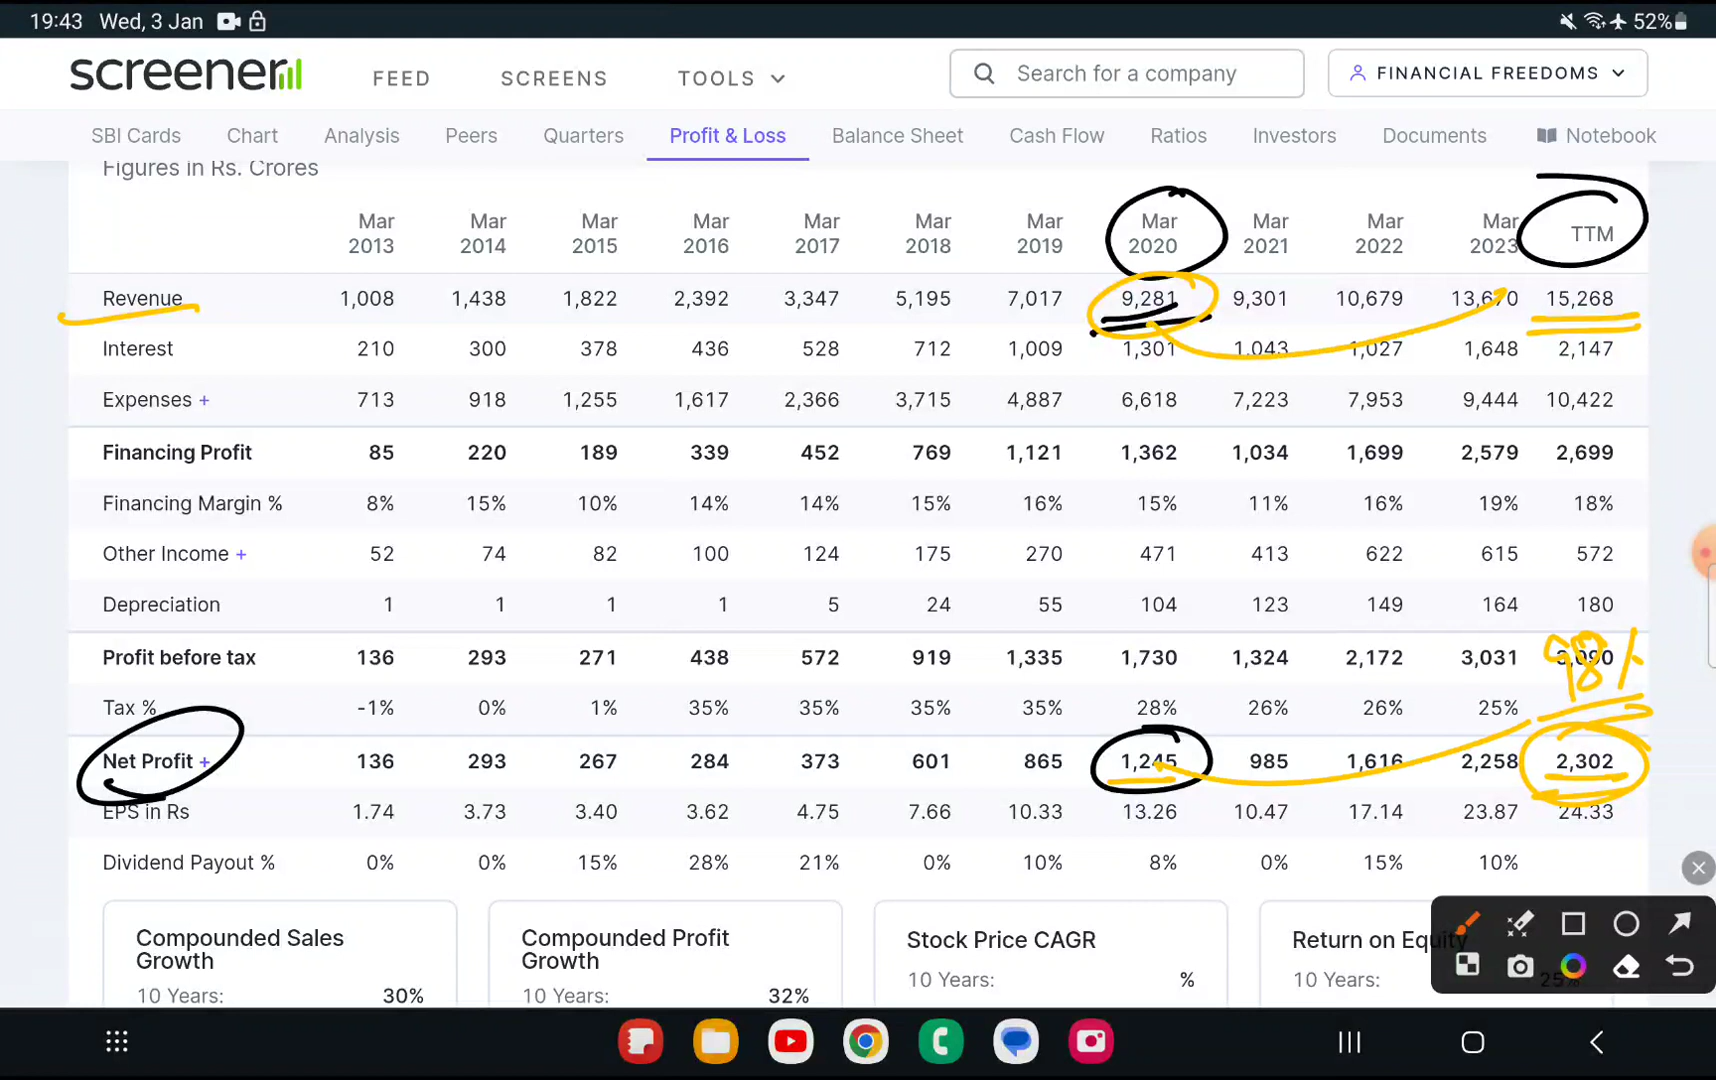 19:43 Wed, 3 Jan 52%
screener FEED SCREENS TOOLS Search for a company FINANCIAL FREEDOMS
SBI Cards Chart Analysis Peers Quarters Profit & Loss Balance Sheet Cash Flow Ratios Investors Documents Notebook
Figures in Rs. Crores
Mar 2013 Mar 2014 Mar 2015 Mar 2016 Mar 2017 Mar 2018 Mar 2019 Mar 2020 Mar 2021 Mar 2022 Mar 2023 TTM
Revenue 1,008 1,438 1,822 2,392 3,347 5,195 7,017 9,281 9,301 10,679 13,670 15,268
Interest 210 300 378 436 528 712 1,009 1,301 1,043 1,027 1,648 2,147
Expenses + 713 918 1,255 1,617 2,366 3,715 4,887 6,618 7,223 7,953 9,444 10,422
Financing Profit 85 220 189 339 452 769 1,121 1,362 1,034 1,699 2,579 2,699
Financing Margin % 8% 15% 10% 14% 14% 15% 16% 15% 11% 16% 19% 18%
Other Income + 52 74 82 100 124 175 270 471 413 622 615 572
Depreciation 1 1 1 1 5 24 55 104 123 149 164 180
98%
Profit before tax 136 293 271 438 572 919 1,335 1,730 1,324 2,172 3,031 3,090
Tax % -1% 0% 1% 35% 35% 35% 35% 28% 26% 26% 25%
Net Profit + 136 293 267 284 373 601 865 1,245 985 1,616 2,258 2,302
EPS in Rs 1.74 3.73 3.40 3.62 4.75 7.66 10.33 13.26 10.47 17.14 23.87 24.33
Dividend Payout % 0% 0% 15% 28% 21% 0% 10% 8% 0% 15% 10%
Compounded Sales Growth Compounded Profit Growth Stock Price CAGR Return on Equity
10 Years: 30% 10 Years: 32% 10 Years: % 10 Years: 25%